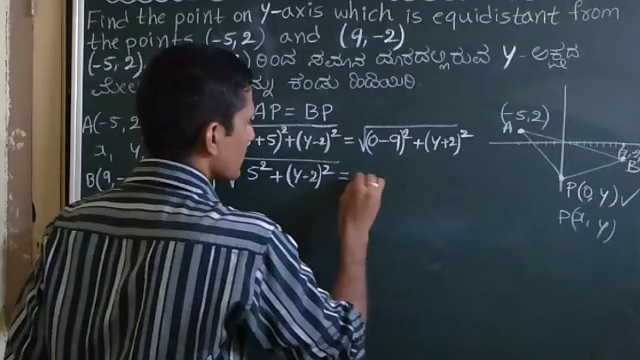 Find the point on Y-axis which is equidistant from
the points (-5,2) and (9,-2)
(-5,2), ರಿಂದ ಸಮಾನ ದೂರದಲ್ಲಿರುವ Y - ಅಕ್ಷದ
ಮೇಲಿ ನ್ನು ಕಂಡು ಹಿಡಿಯಿರಿ.
AP = BP
A(-5, 2
+5)²+(y-2)² = √(0-9)²+(y+2)²
x, y
5²+(y-2)² =
B(9,
(-5,2)
A
B
P(0, y) ✓
P(x, y)